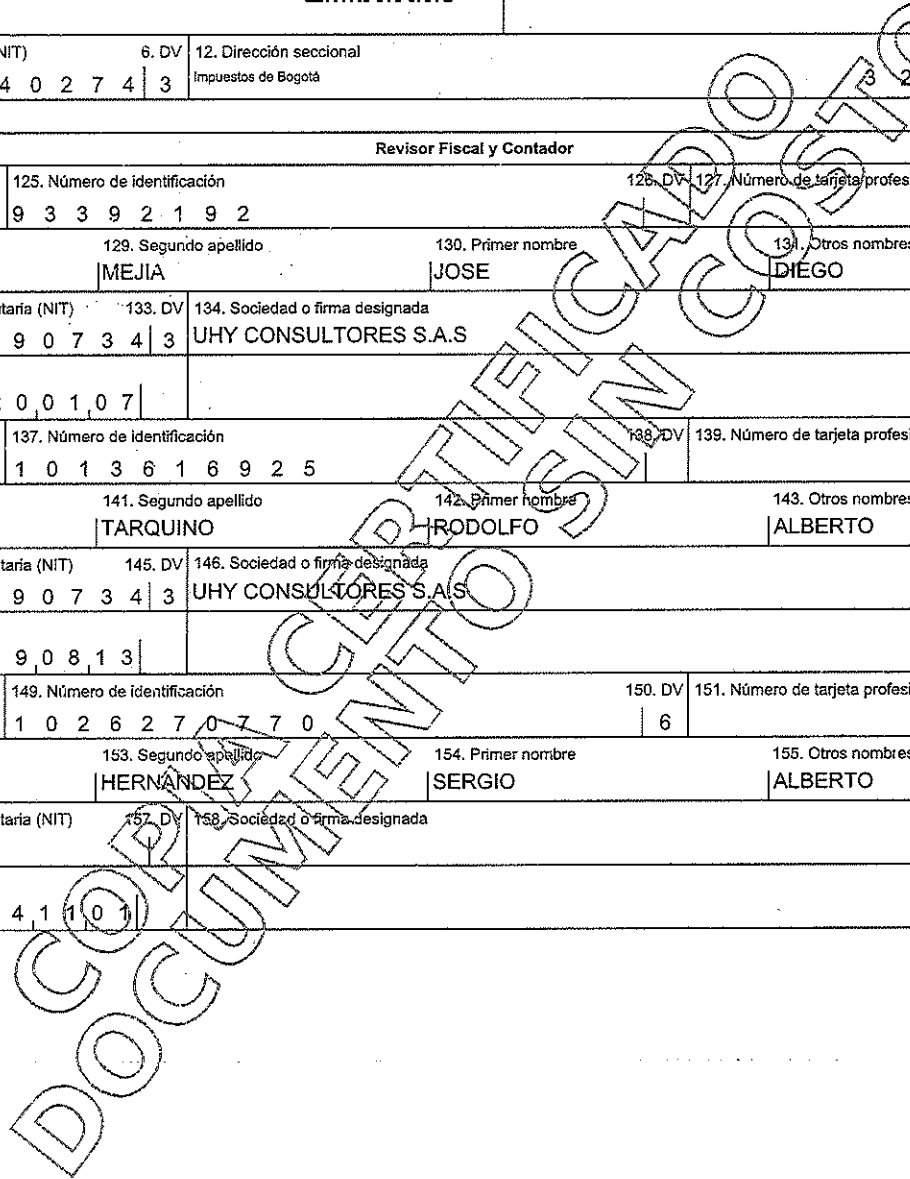 NIT) 6. DV 12. Dirección seccional
4 0 2 7 4 3 Impuestos de Bogotá 3 2
Revisor Fiscal y Contador
125. Número de identificación 126. DV 127. Número de tarjeta profes
9 3 3 9 2 1 9 2
129. Segundo apellido 130. Primer nombre 131. Otros nombres
MEJIA JOSE DIEGO
taria (NIT) 133. DV 134. Sociedad o firma designada
9 0 7 3 4 3 UHY CONSULTORES S.A.S
0 0 1 0 7
137. Número de identificación 138. DV 139. Número de tarjeta profesi
1 0 1 3 6 1 6 9 2 5
141. Segundo apellido 142. Primer nombre 143. Otros nombres
TARQUINO RODOLFO ALBERTO
taria (NIT) 145. DV 146. Sociedad o firma designada
9 0 7 3 4 3 UHY CONSULTORES S.A.S
9 0 8 1 3
149. Número de identificación 150. DV 151. Número de tarjeta profesi
1 0 2 6 2 7 0 7 7 0 6
153. Segundo apellido 154. Primer nombre 155. Otros nombres
HERNANDEZ SERGIO ALBERTO
taria (NIT) 157. DV 158. Sociedad o firma designada
4 1 1 0 1
COPIA CERTIFICADO
DOCUMENTO SIN COSTO